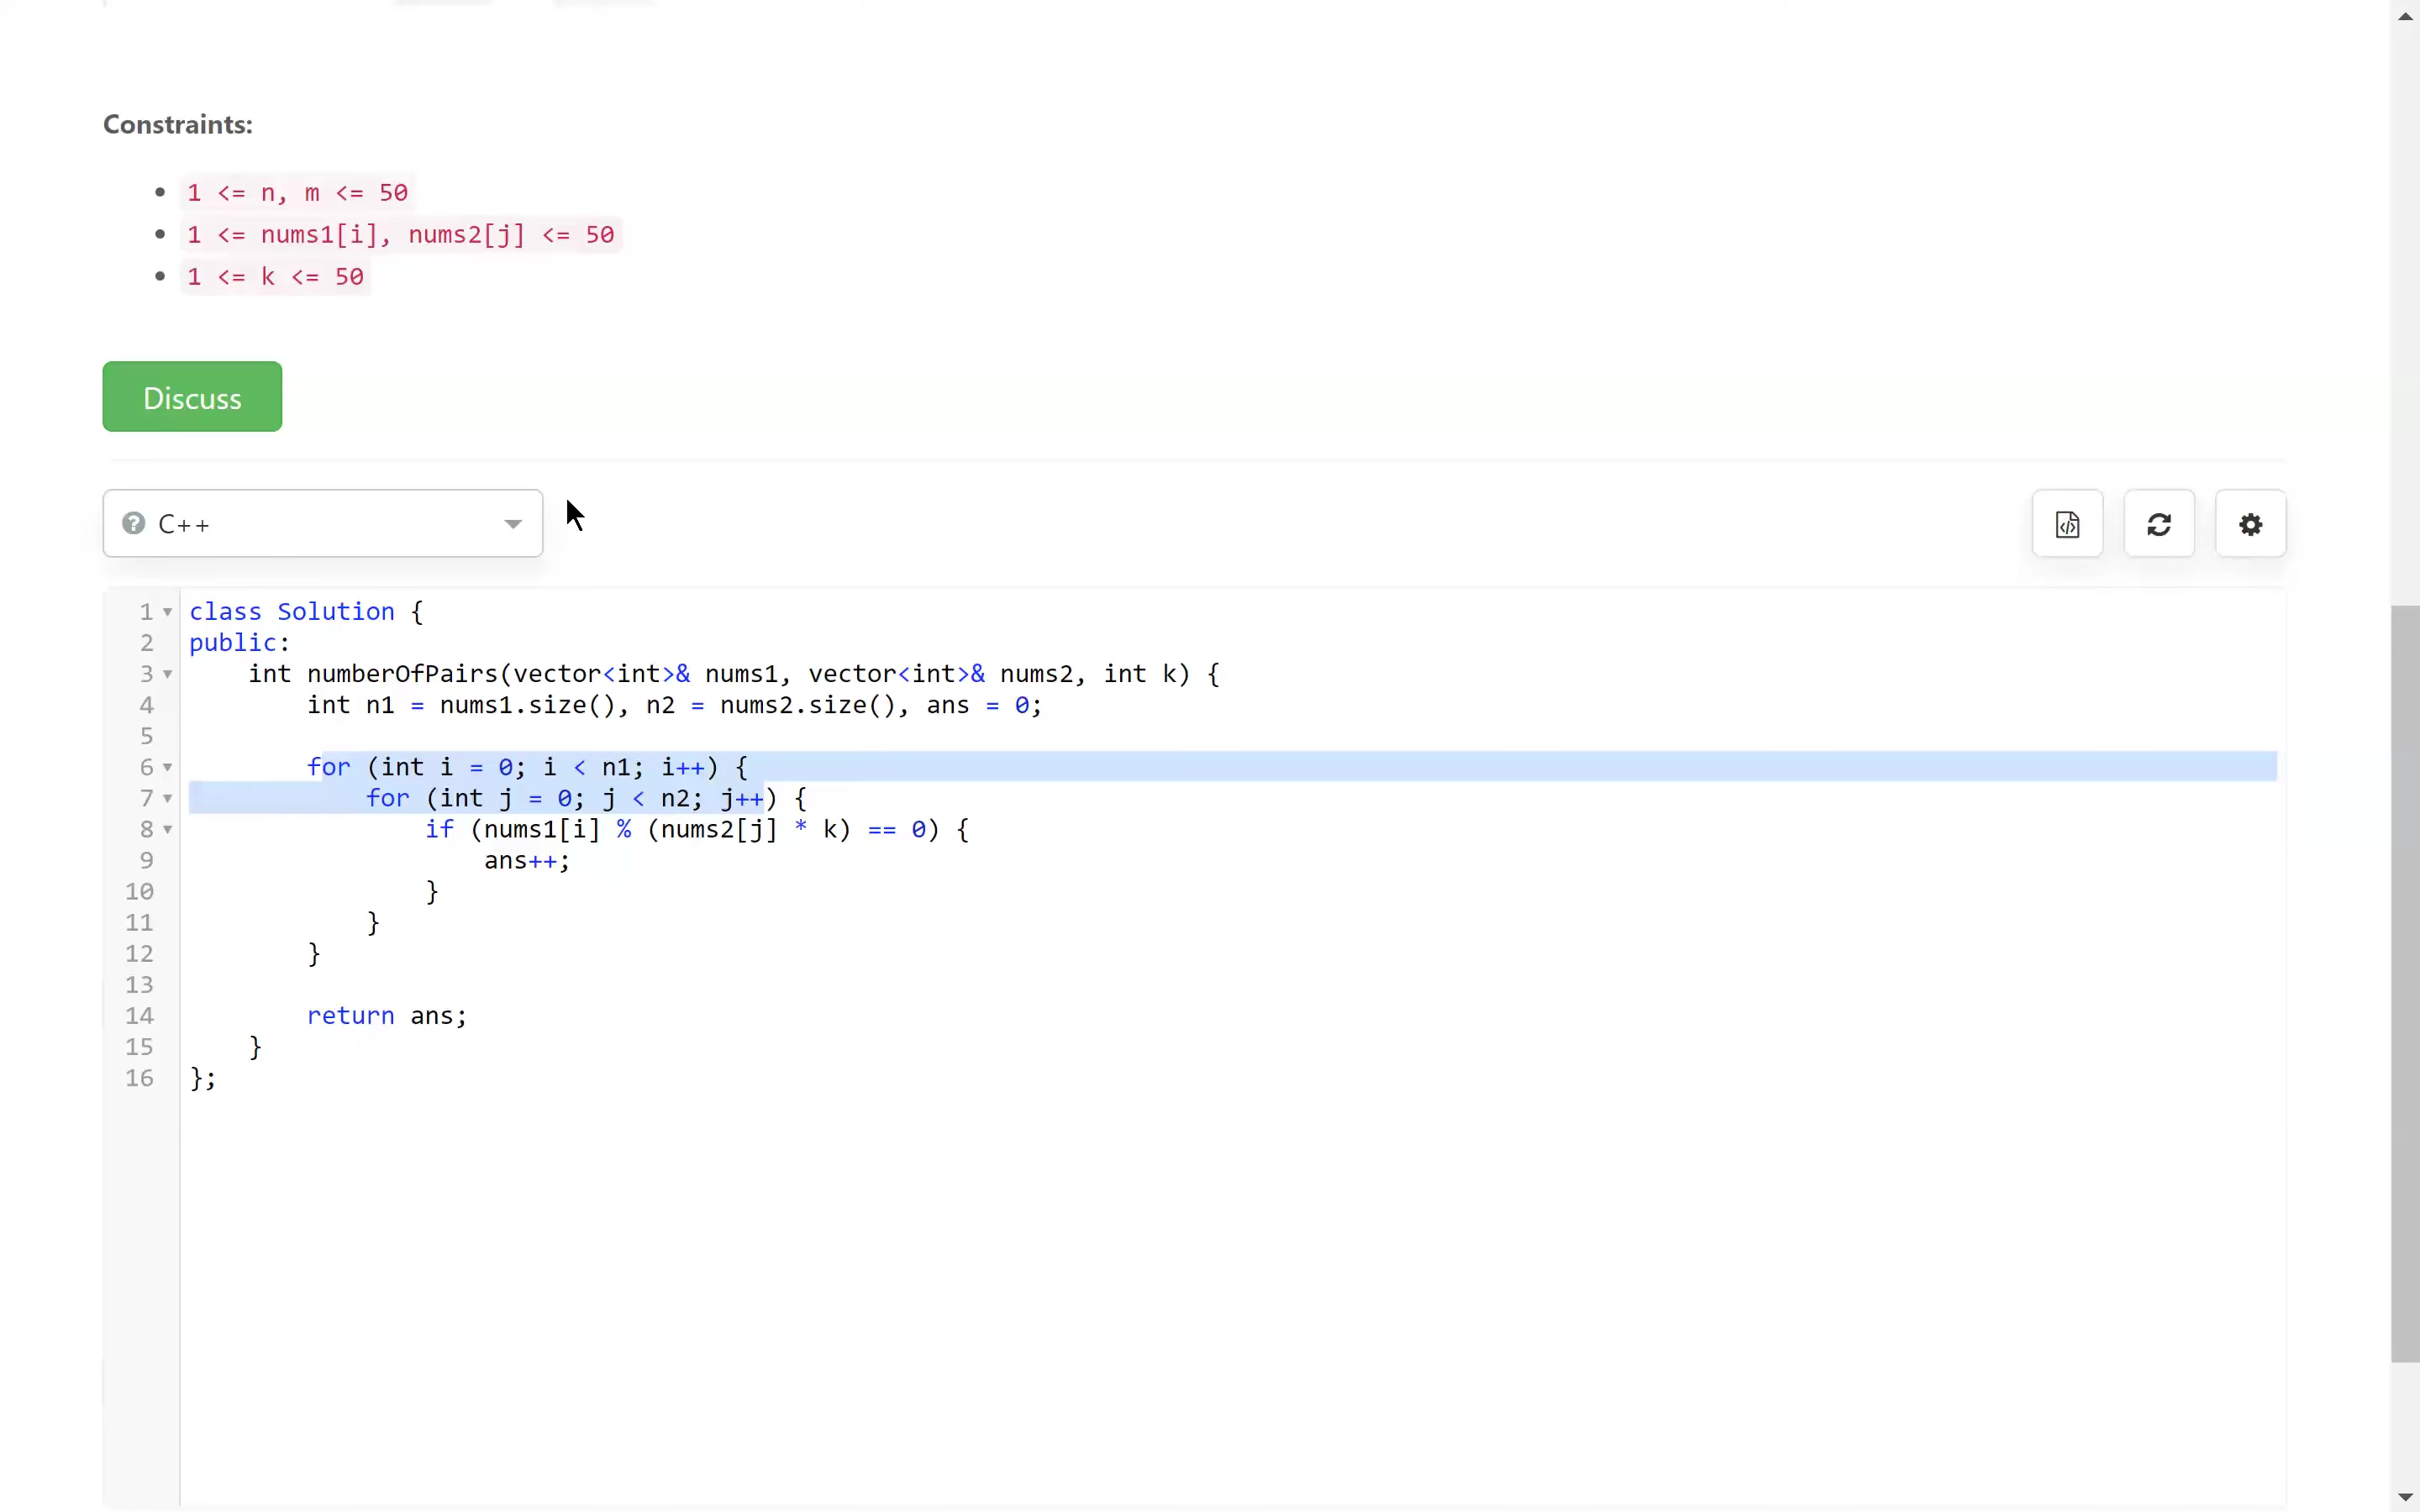 Constraints:
1 <= n, m <= 50
1 <= nums1[i], nums2[j] <= 50
1 <= k <= 50
Discuss
C++
1 class Solution {
2 public:
3     int numberOfPairs(vector<int>& nums1, vector<int>& nums2, int k) {
4         int n1 = nums1.size(), n2 = nums2.size(), ans = 0;
5
6         for (int i = 0; i < n1; i++) {
7             for (int j = 0; j < n2; j++) {
8                 if (nums1[i] % (nums2[j] * k) == 0) {
9                     ans++;
10                 }
11             }
12         }
13
14         return ans;
15     }
16 };